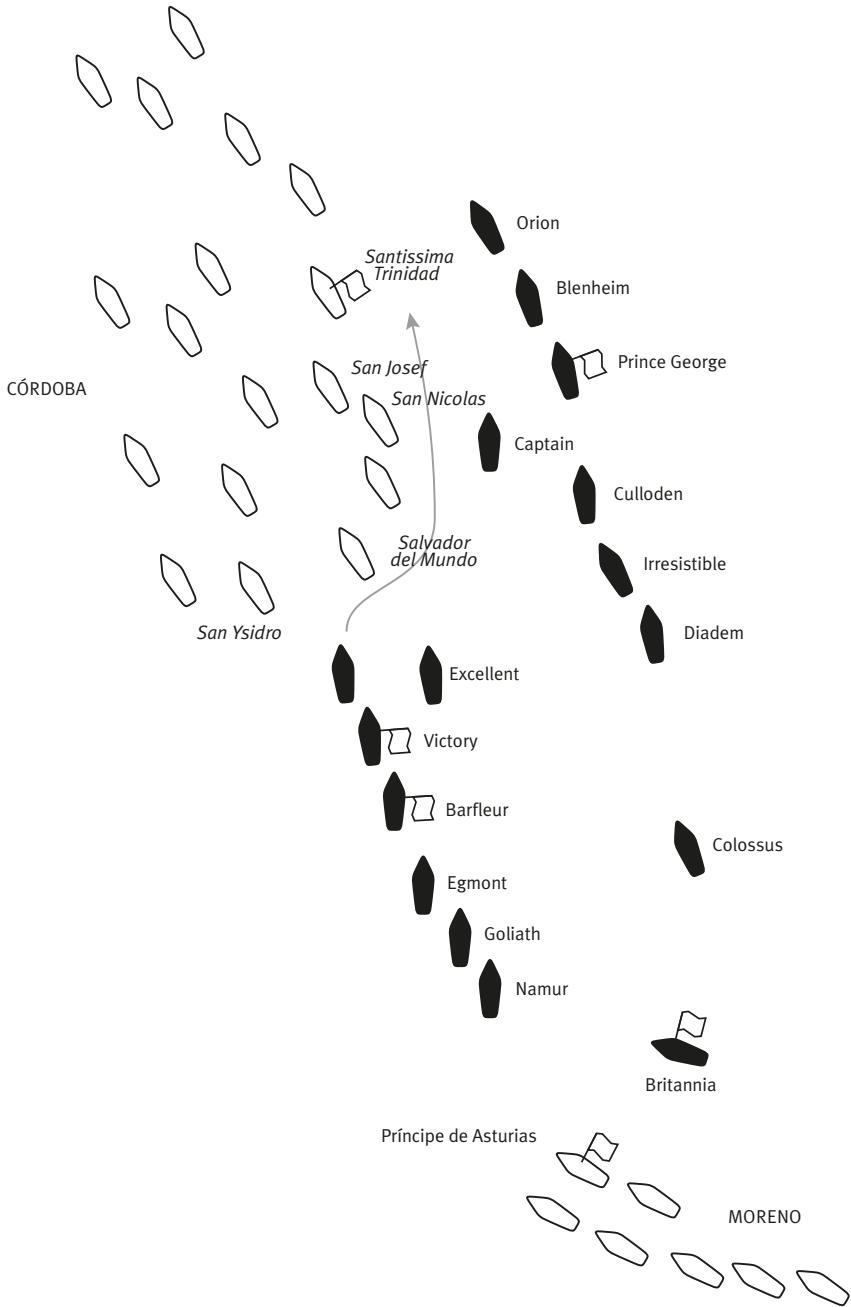 Orion
Santissima
Trinidad
Blenheim
Prince George
San Josef
CÓRDOBA
San Nicolas
Captain
Culloden
Salvador
del Mundo
Irresistible
San Ysidro
Diadem
Excellent
Victory
Barfleur
Colossus
Egmont
Goliath
Namur
Britannia
Príncipe de Asturias
MORENO